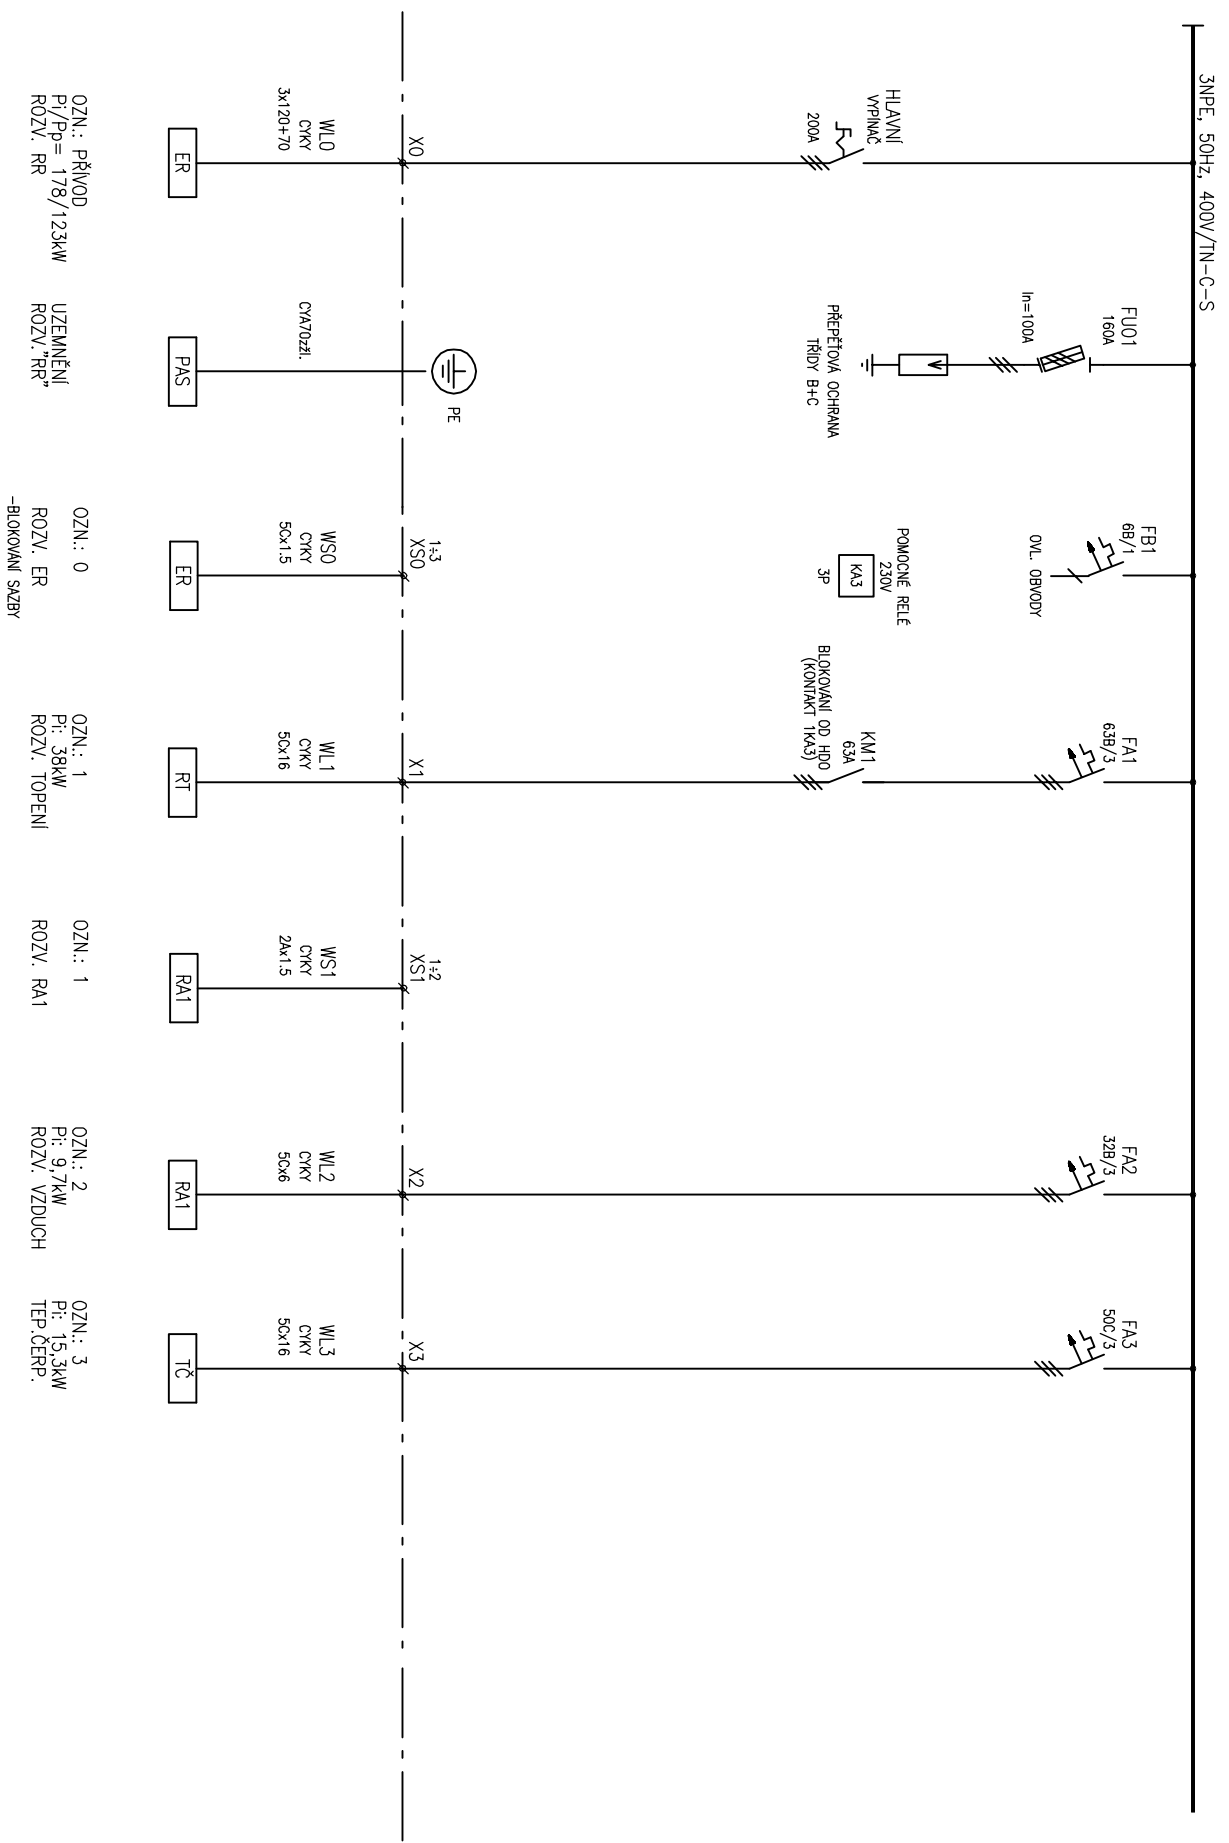 3NPE, 50Hz, 400V/TN-C-S
HLAVNÍ
VYPÍNAČ
200A
X0
WL0
CYKY
3x120+70
ER
OZN.: PŘÍVOD
Pi/Pp= 178/123kW
ROZV. RR
FU01
160A
In=100A
PŘEPĚŤOVÁ OCHRANA
TŘÍDY B+C
PE
CYA70zžl.
PAS
UZEMNĚNÍ
ROZV."RR"
FB1
6B/1
OVL. OBVODY
POMOCNÉ RELÉ
230V
KA3
3P
1÷3
XS0
WS0
CYKY
5Cx1.5
ER
OZN.: 0
ROZV. ER
-BLOKOVÁNÍ SAZBY
FA1
63B/3
KM1
63A
BLOKOVÁNÍ OD HDO
(KONTAKT 1KA3)
X1
WL1
CYKY
5Cx16
RT
OZN.: 1
Pi: 38kW
ROZV. TOPENÍ
1÷2
XS1
WS1
CYKY
2Ax1.5
RA1
OZN.: 1
ROZV. RA1
FA2
32B/3
X2
WL2
CYKY
5Cx6
RA1
OZN.: 2
Pi: 9,7kW
ROZV. VZDUCH
FA3
50C/3
X3
WL3
CYKY
5Cx16
TČ
OZN.: 3
Pi: 15,3kW
TEP.ČERP.